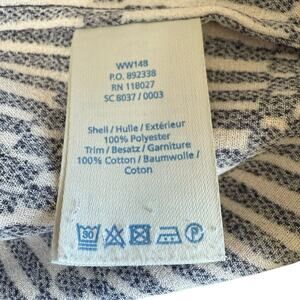 WW148
P.O. 892338
RN 118027
SC 8037 / 0003
Shell / Hulle / Extérieur
100% Polyester
Trim / Besatz / Garniture
100% Cotton / Baumwolle /
Coton